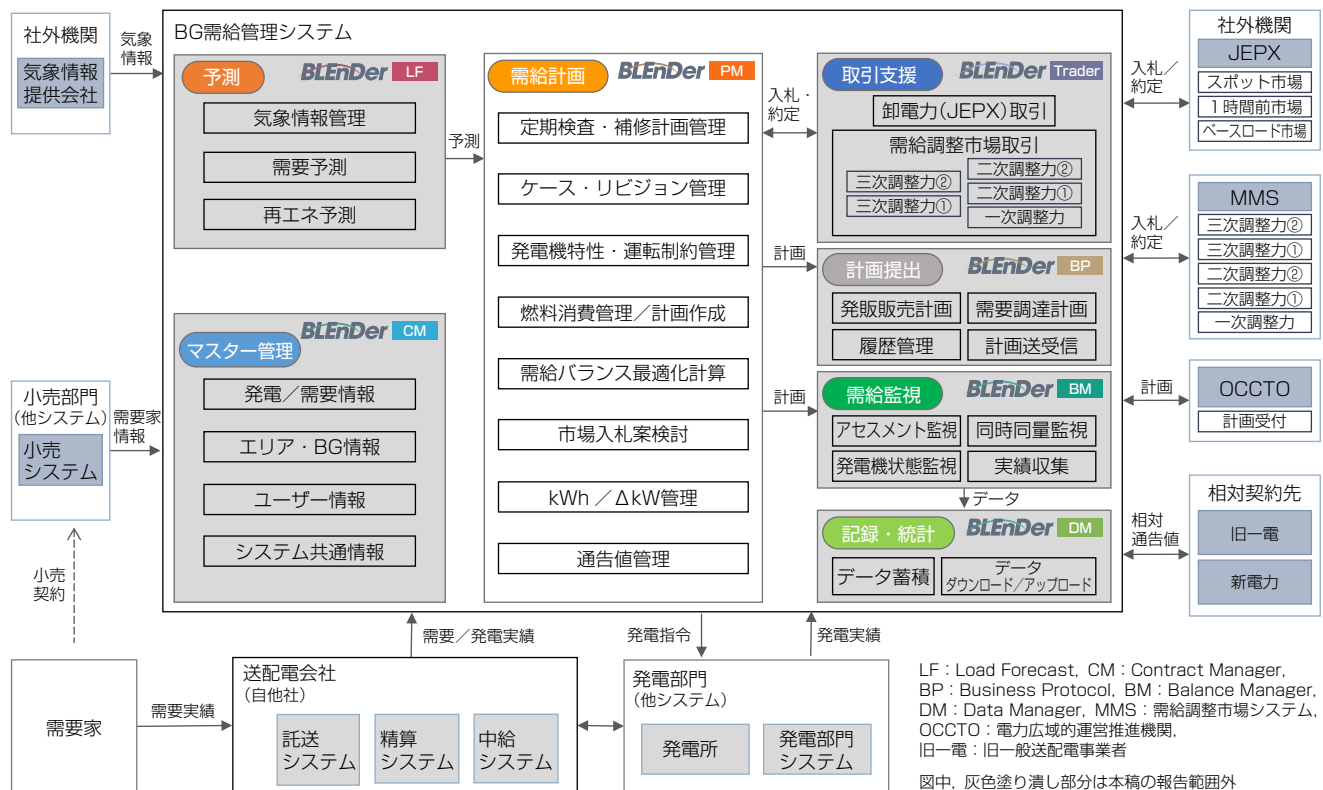 社外機関
気象情報
提供会社
気象
情報
BG需給管理システム
予測
BLEnDer LF
気象情報管理
需要予測
再エネ予測
予測
マスター管理
BLEnDer CM
発電／需要情報
エリア・BG情報
ユーザー情報
システム共通情報
需給計画
BLEnDer PM
定期検査・補修計画管理
ケース・リビジョン管理
発電機特性・運転制約管理
燃料消費管理／計画作成
需給バランス最適化計算
市場入札案検討
kWh ／ΔkW管理
通告値管理
入札・
約定
計画
計画
取引支援
BLEnDer Trader
卸電力(JEPX)取引
需給調整市場取引
三次調整力②
三次調整力①
二次調整力②
二次調整力①
一次調整力
計画提出
BLEnDer BP
発販販売計画
需要調達計画
履歴管理
計画送受信
需給監視
BLEnDer BM
アセスメント監視
同時同量監視
発電機状態監視
実績収集
データ
記録・統計
BLEnDer DM
データ蓄積
データ
ダウンロード／アップロード
入札／
約定
社外機関
JEPX
スポット市場
1時間前市場
ベースロード市場
入札／
約定
MMS
三次調整力②
三次調整力①
二次調整力②
二次調整力①
一次調整力
計画
OCCTO
計画受付
相対
通告値
相対契約先
旧一電
新電力
小売部門
(他システム)
小売
システム
需要家
情報
小売
契約
需要家
需要実績
需要／発電実績
発電指令
発電実績
送配電会社
(自他社)
託送
システム
精算
システム
中給
システム
発電部門
(他システム)
発電所
発電部門
システム
LF：Load Forecast, CM：Contract Manager,
BP：Business Protocol, BM：Balance Manager,
DM：Data Manager, MMS：需給調整市場システム,
OCCTO：電力広域的運営推進機関,
旧一電：旧一般送配電事業者
図中, 灰色塗り潰し部分は本稿の報告範囲外